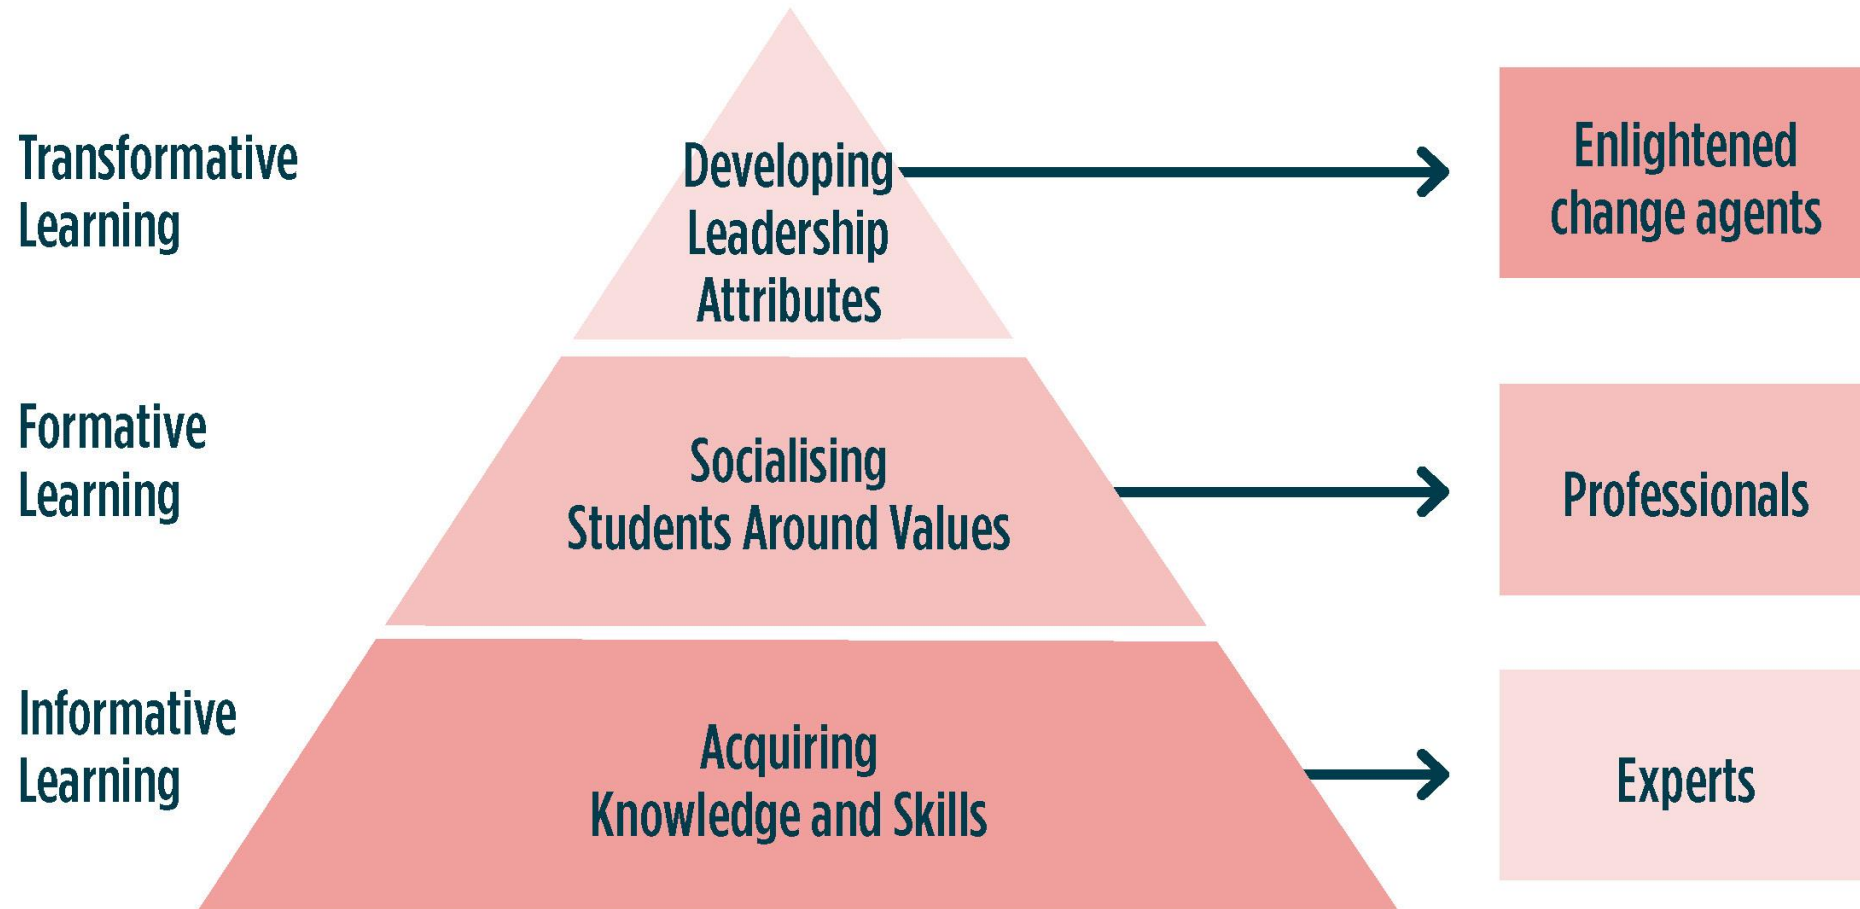 Transformative
Learning
Developing
Leadership
Attributes
Enlightened
change agents
Formative
Learning
Socialising
Students Around Values
Professionals
Informative
Learning
Acquiring
Knowledge and Skills
Experts